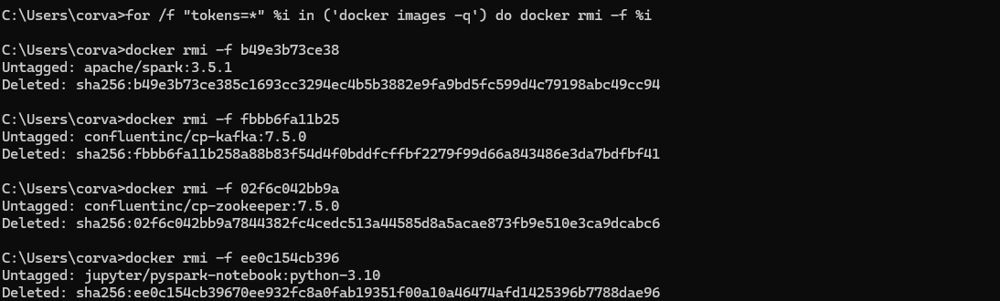 C:\Users\corva>for /f "tokens=*" %i in ('docker images -q') do docker rmi -f %i
C:\Users\corva>docker rmi -f b49e3b73ce38
Untagged: apache/spark:3.5.1
Deleted: sha256:b49e3b73ce385c1693cc3294ec4b5b3882e9fa9bd5fc599d4c79198abc49cc94
C:\Users\corva>docker rmi -f fbbb6fa11b25
Untagged: confluentinc/cp-kafka:7.5.0
Deleted: sha256:fbbb6fa11b258a88b83f54d4f0bddfcffbf2279f99d66a843486e3da7bdfbf41
C:\Users\corva>docker rmi -f 02f6c042bb9a
Untagged: confluentinc/cp-zookeeper:7.5.0
Deleted: sha256:02f6c042bb9a7844382fc4cedc513a44585d8a5acae873fb9e510e3ca9dcabc6
C:\Users\corva>docker rmi -f ee0c154cb396
Untagged: jupyter/pyspark-notebook:python-3.10
Deleted: sha256:ee0c154cb39670ee932fc8a0fab19351f00a10a46474afd1425396b7788dae96